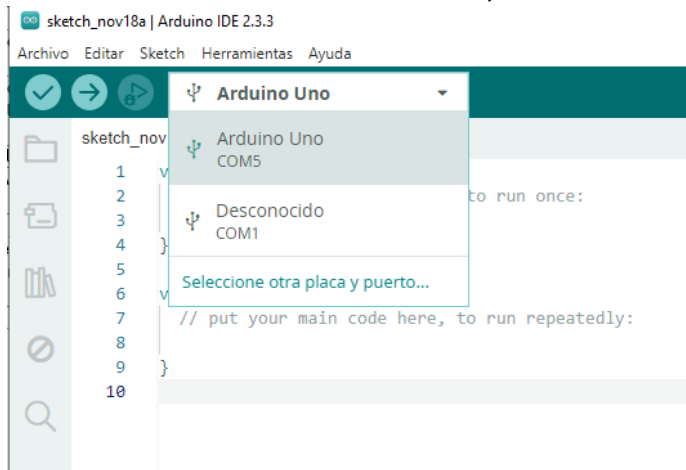 sketch_nov18a | Arduino IDE 2.3.3
Archivo Editar Sketch Herramientas Ayuda
Arduino Uno
sketch_nov
Arduino Uno
COM5
Desconocido
COM1
Seleccione otra placa y puerto...
1 v
2 to run once:
3
4 }
5
6 v
7 // put your main code here, to run repeatedly:
8
9 }
10